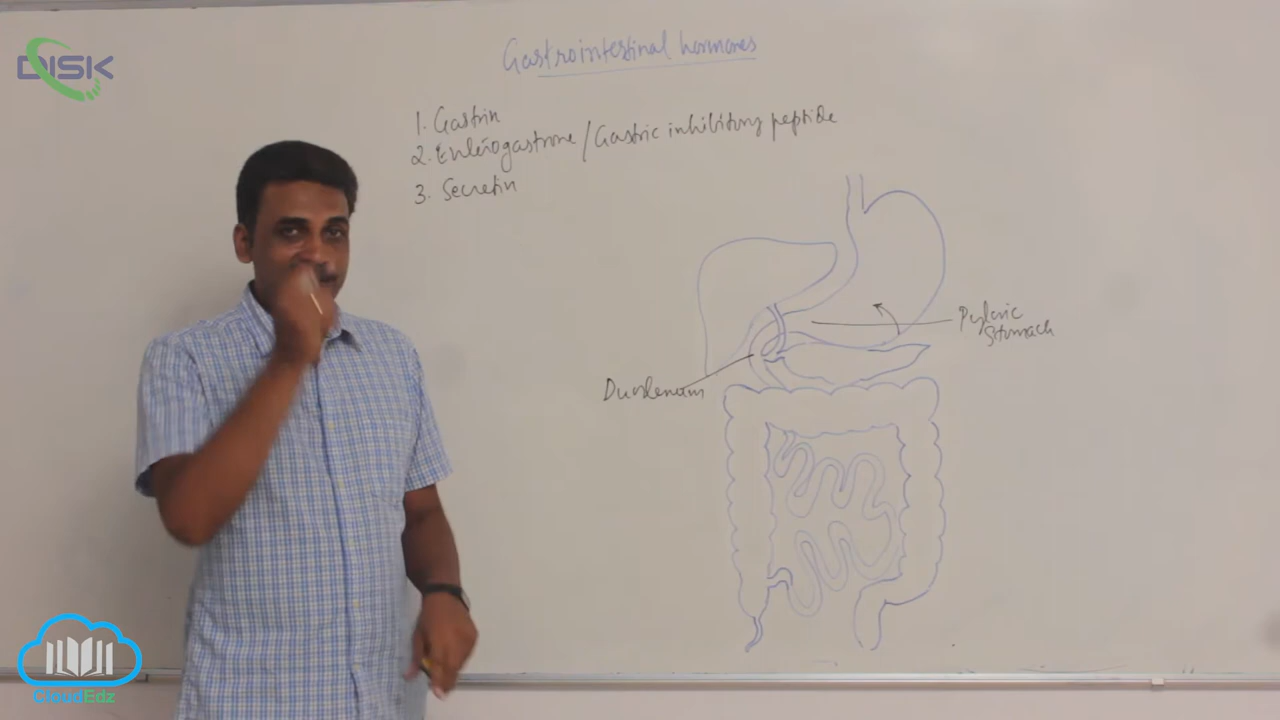 DISK
Gastrointestinal hormones
1. Gastrin
2. Enterogastrone / Gastric inhibitory peptide
3. Secretin
Pyloric
Stomach
Duodenum
CloudEdz